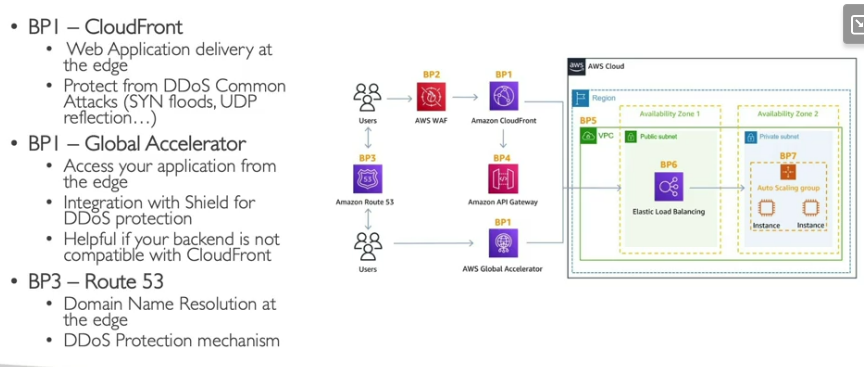 • BP1 – CloudFront
• Web Application delivery at
the edge
• Protect from DDoS Common
Attacks (SYN floods, UDP
reflection…)
• BP1 – Global Accelerator
• Access your application from
the edge
• Integration with Shield for
DDoS protection
• Helpful if your backend is not
compatible with CloudFront
• BP3 – Route 53
• Domain Name Resolution at
the edge
• DDoS Protection mechanism
Users
BP2
AWS WAF
BP1
Amazon CloudFront
BP3
53
Amazon Route 53
BP4
Amazon API Gateway
Users
BP1
AWS Global Accelerator
aws AWS Cloud
Region
BP5
VPC
Availability Zone 1
Public subnet
BP6
Elastic Load Balancing
Availability Zone 2
Private subnet
BP7
Auto Scaling group
Instance
Instance